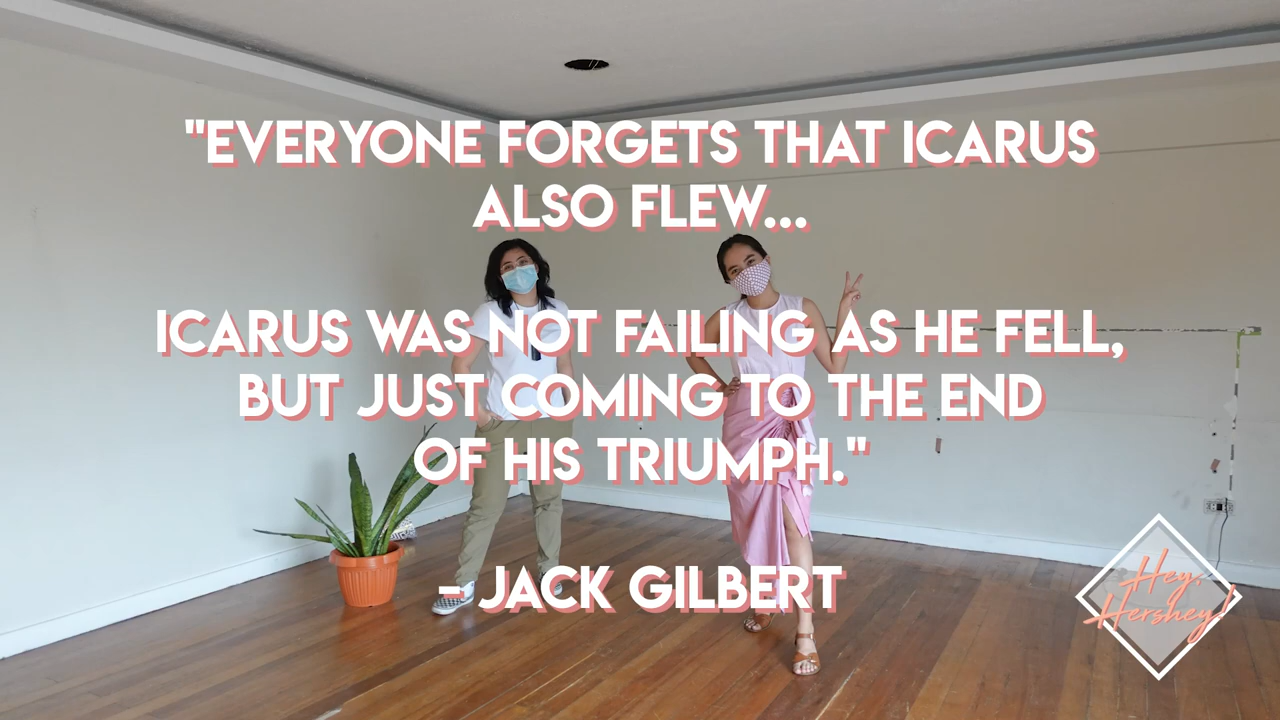 "EVERYONE FORGETS THAT ICARUS
ALSO FLEW...
ICARUS WAS NOT FAILING AS HE FELL,
BUT JUST COMING TO THE END
OF HIS TRIUMPH."
- JACK GILBERT
Hey,
Hershey!